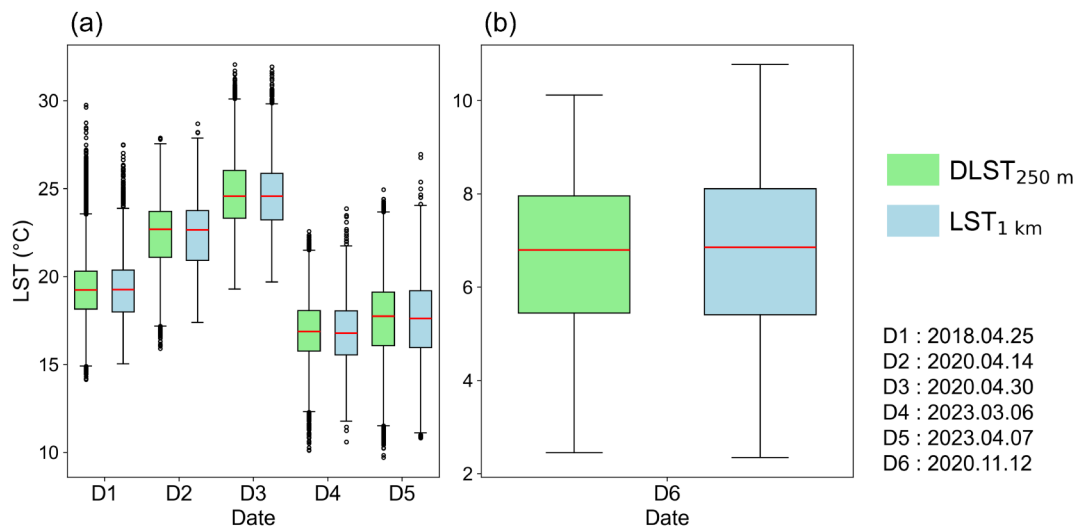 (a)
LST (°C)
30
25
20
15
10
D1 D2 D3 D4 D5
Date
(b)
10
8
6
4
2
D6
Date
DLST250 m
LST1 km
D1 : 2018.04.25
D2 : 2020.04.14
D3 : 2020.04.30
D4 : 2023.03.06
D5 : 2023.04.07
D6 : 2020.11.12